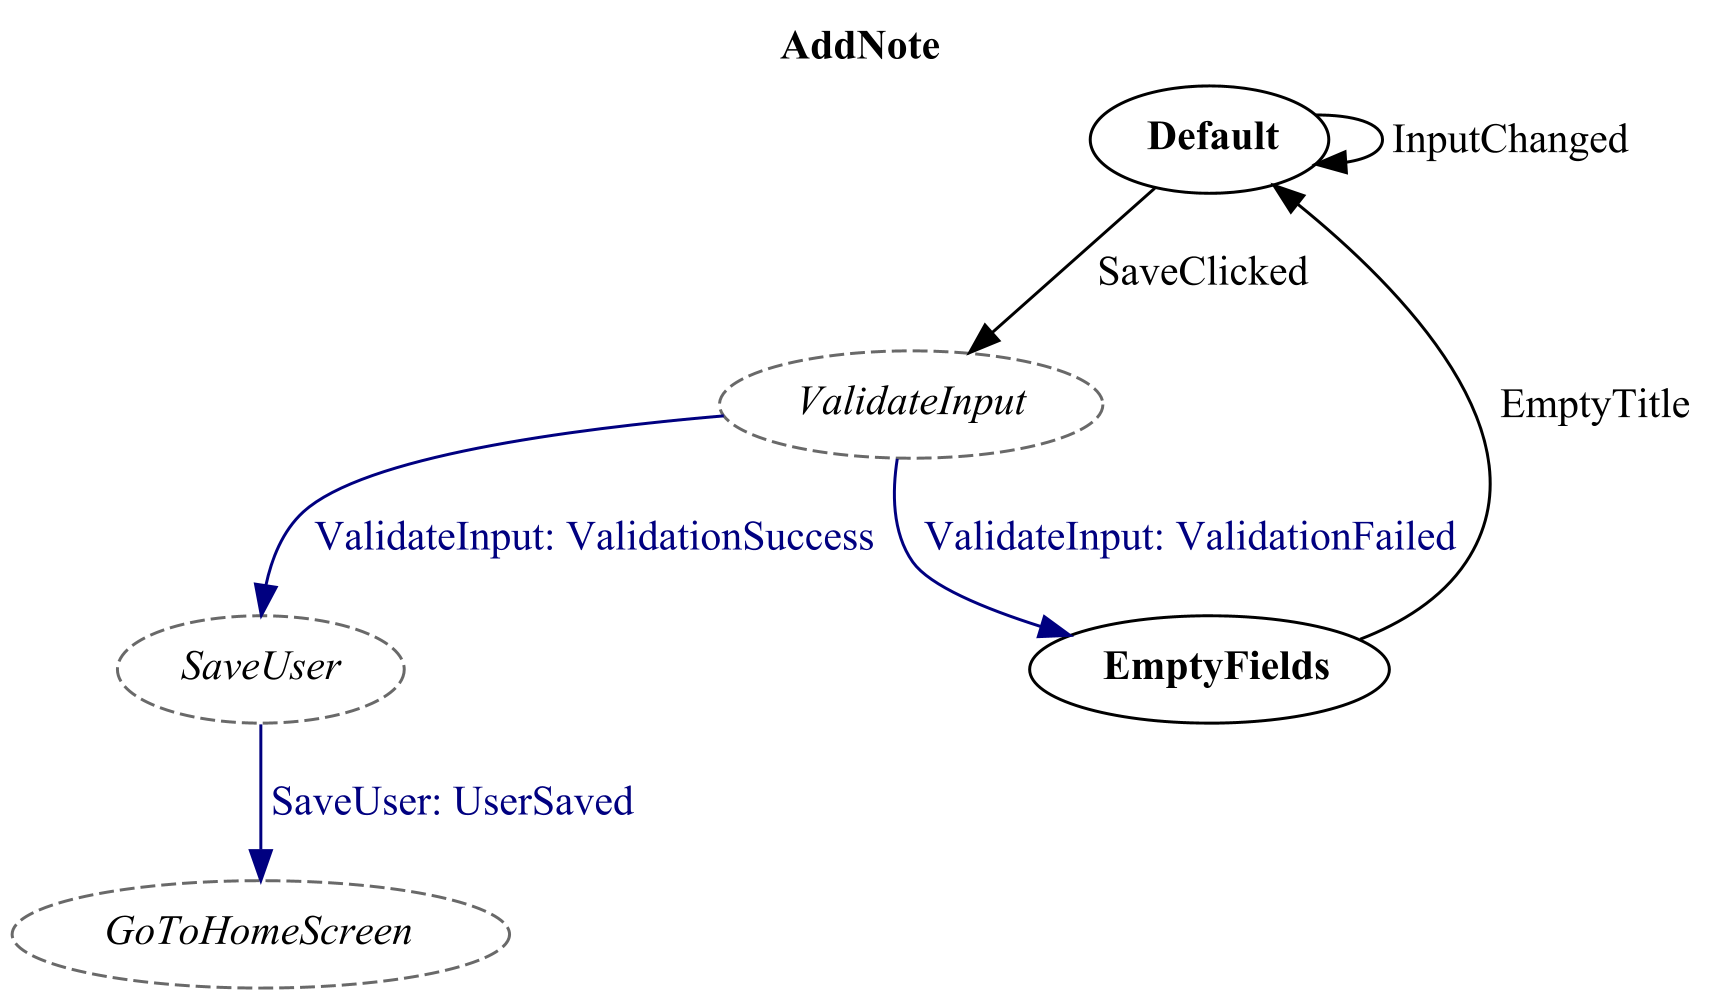 AddNote
Default
InputChanged
SaveClicked
ValidateInput
EmptyTitle
ValidateInput: ValidationSuccess
ValidateInput: ValidationFailed
SaveUser
EmptyFields
SaveUser: UserSaved
GoToHomeScreen